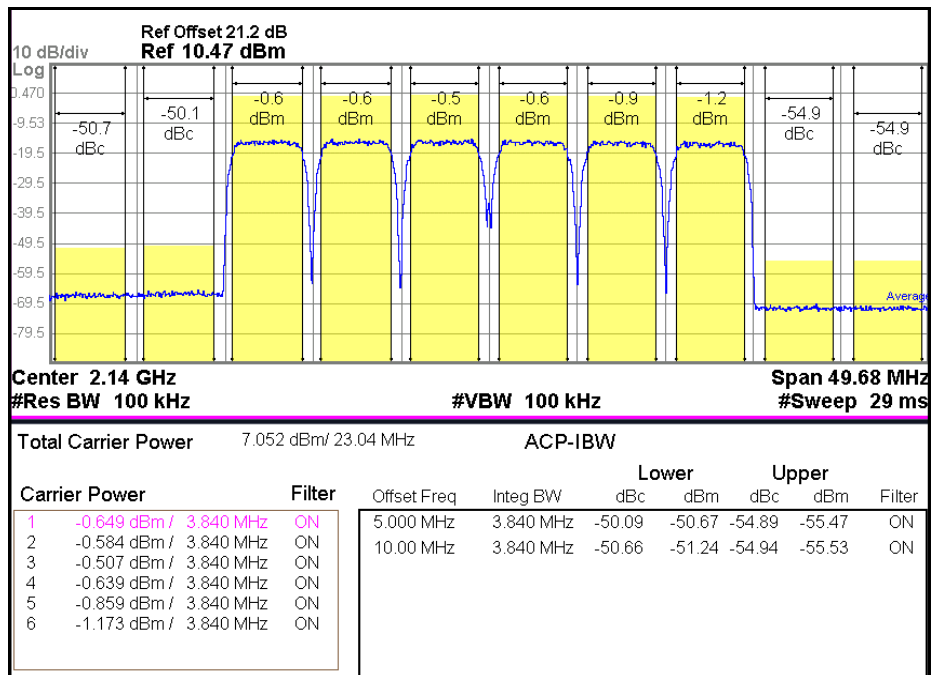 Ref Offset 21.2 dB
10 dB/div Ref 10.47 dBm
Log
0.470
-9.53
-19.5
-29.5
-39.5
-49.5
-59.5
-69.5
-79.5
-50.7 dBc
-50.1 dBc
-0.6 dBm
-0.6 dBm
-0.5 dBm
-0.6 dBm
-0.9 dBm
-1.2 dBm
-54.9 dBc
-54.9 dBc
Average
Center 2.14 GHz Span 49.68 MHz
#Res BW 100 kHz #VBW 100 kHz #Sweep 29 ms
Total Carrier Power 7.052 dBm/ 23.04 MHz ACP-IBW
Lower Upper
Carrier Power Filter Offset Freq Integ BW dBc dBm dBc dBm Filter
1 -0.649 dBm / 3.840 MHz ON 5.000 MHz 3.840 MHz -50.09 -50.67 -54.89 -55.47 ON
2 -0.584 dBm / 3.840 MHz ON 10.00 MHz 3.840 MHz -50.66 -51.24 -54.94 -55.53 ON
3 -0.507 dBm / 3.840 MHz ON
4 -0.639 dBm / 3.840 MHz ON
5 -0.859 dBm / 3.840 MHz ON
6 -1.173 dBm / 3.840 MHz ON